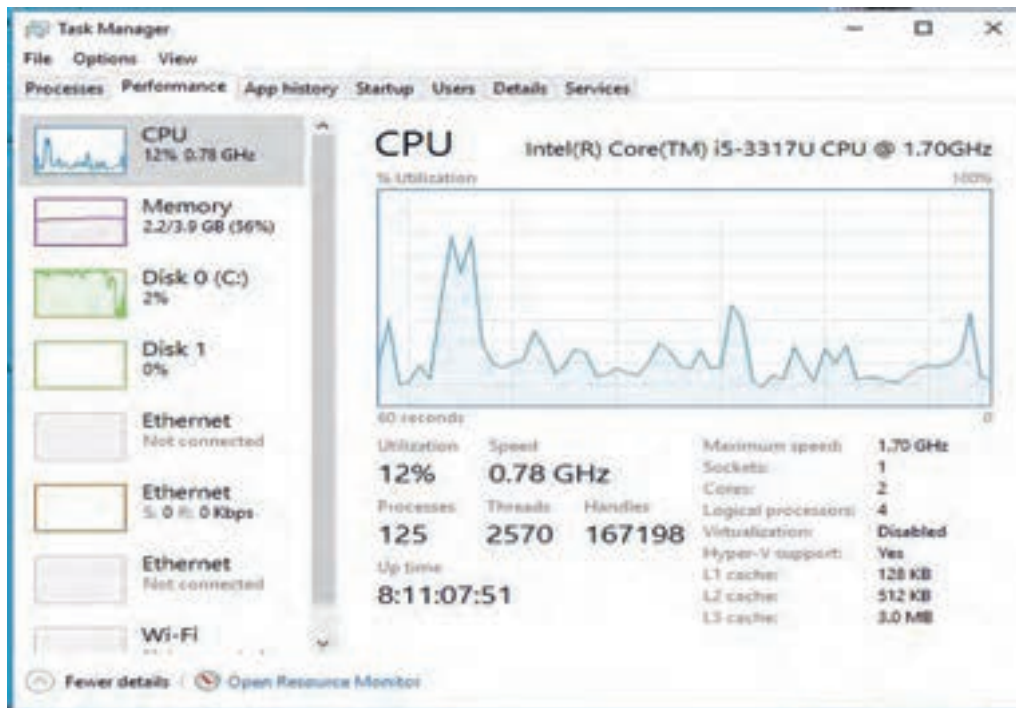 Task Manager
File Options View
Processes Performance App history Startup Users Details Services
CPU
12% 0.78 GHz
Memory
2.2/3.9 GB (56%)
Disk 0 (C:)
2%
Disk 1
0%
Ethernet
Not connected
Ethernet
S: 0 R: 0 Kbps
Ethernet
Not connected
Wi-Fi
CPU Intel(R) Core(TM) i5-3317U CPU @ 1.70GHz
% Utilization 100%
60 seconds 0
Utilization Speed
12% 0.78 GHz
Processes Threads Handles
125 2570 167198
Up time
8:11:07:51
Maximum speed: 1.70 GHz
Sockets: 1
Cores: 2
Logical processors: 4
Virtualization: Disabled
Hyper-V support: Yes
L1 cache: 128 KB
L2 cache: 512 KB
L3 cache: 3.0 MB
Fewer details Open Resource Monitor